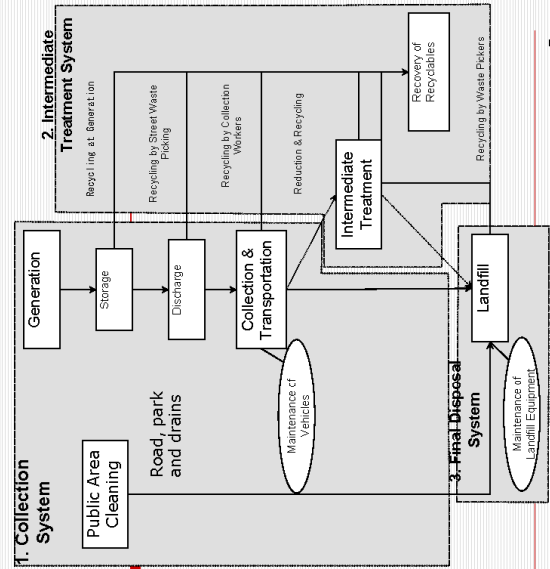 1. Collection
System
Public Area
Cleaning
Road, park
and drains
Generation
Storage
Discharge
Collection &
Transportation
Maintenance of
Vehicles
2. Intermediate
Treatment System
Recycling at Generation
Recycling by Street Waste
Picking
Recycling by Collection
Workers
Reduction & Recycling
Intermediate
Treatment
Recovery of
Recyclables
Recycling by Waste Pickers
3. Final Disposal
System
Landfill
Maintenance of
Landfill Equipment